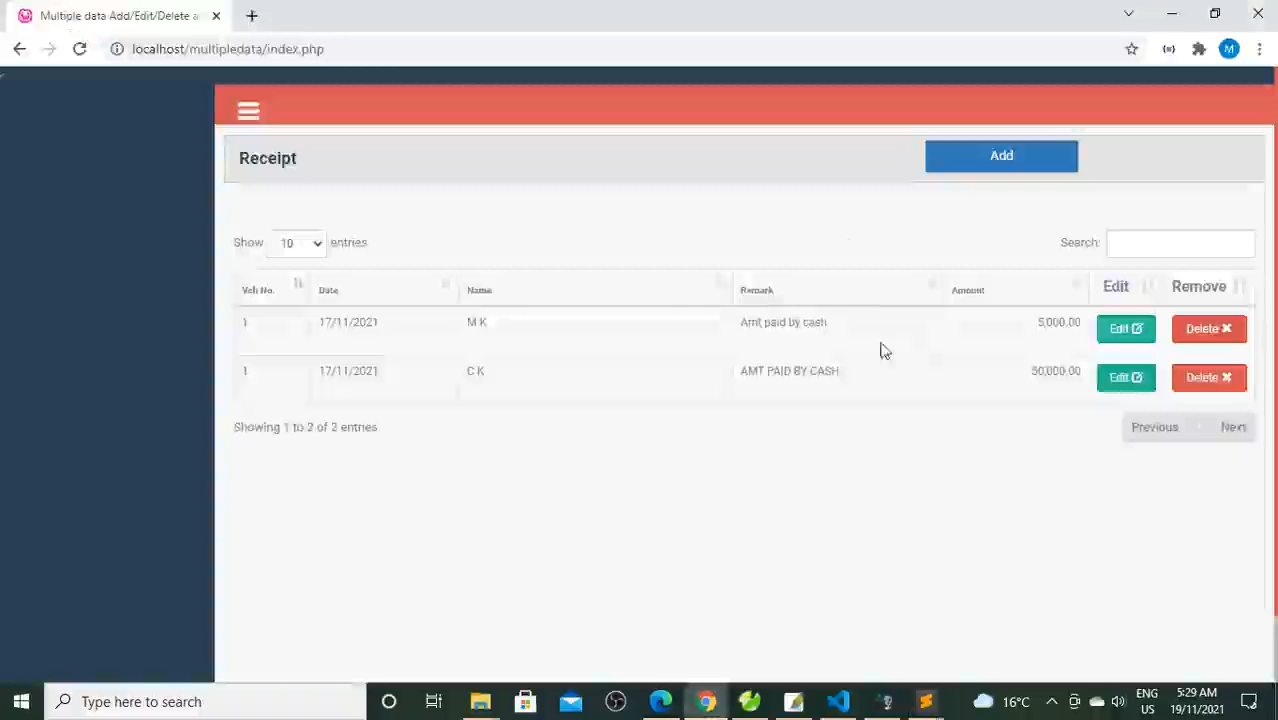 Multiple data Add/Edit/Delete a
localhost/multipledata/index.php
M
Receipt
Add
Show 10 entries
Search:
Veh No. Date Name Remark Amount Edit Remove
1 17/11/2021 M K Amt paid by cash 5,000.00 Edit Delete
1 17/11/2021 C K AMT PAID BY CASH 50,000.00 Edit Delete
Showing 1 to 2 of 2 entries
Previous 1 Next
Type here to search
16°C
ENG
US
5:29 AM
19/11/2021